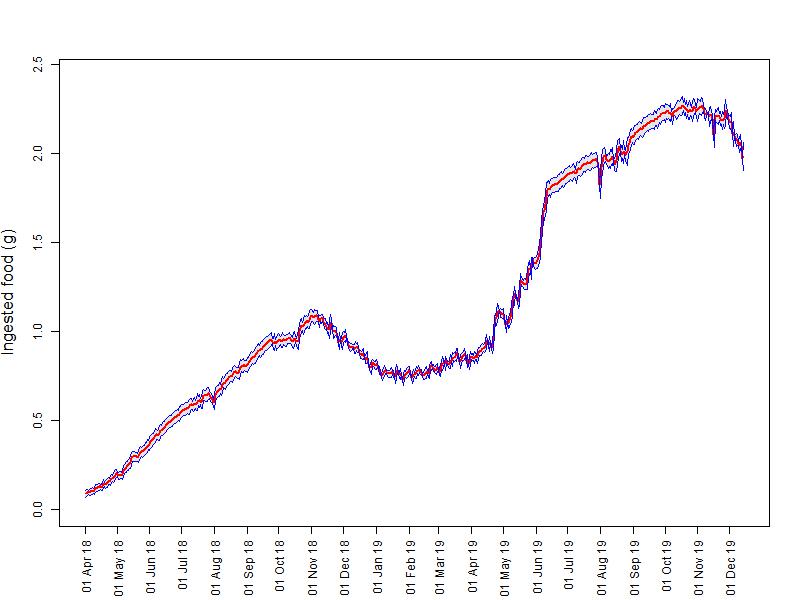 Ingested food (g)
2.5
2.0
1.5
1.0
0.5
0.0
01 Apr 18
01 May 18
01 Jun 18
01 Jul 18
01 Aug 18
01 Sep 18
01 Oct 18
01 Nov 18
01 Dec 18
01 Jan 19
01 Feb 19
01 Mar 19
01 Apr 19
01 May 19
01 Jun 19
01 Jul 19
01 Aug 19
01 Sep 19
01 Oct 19
01 Nov 19
01 Dec 19